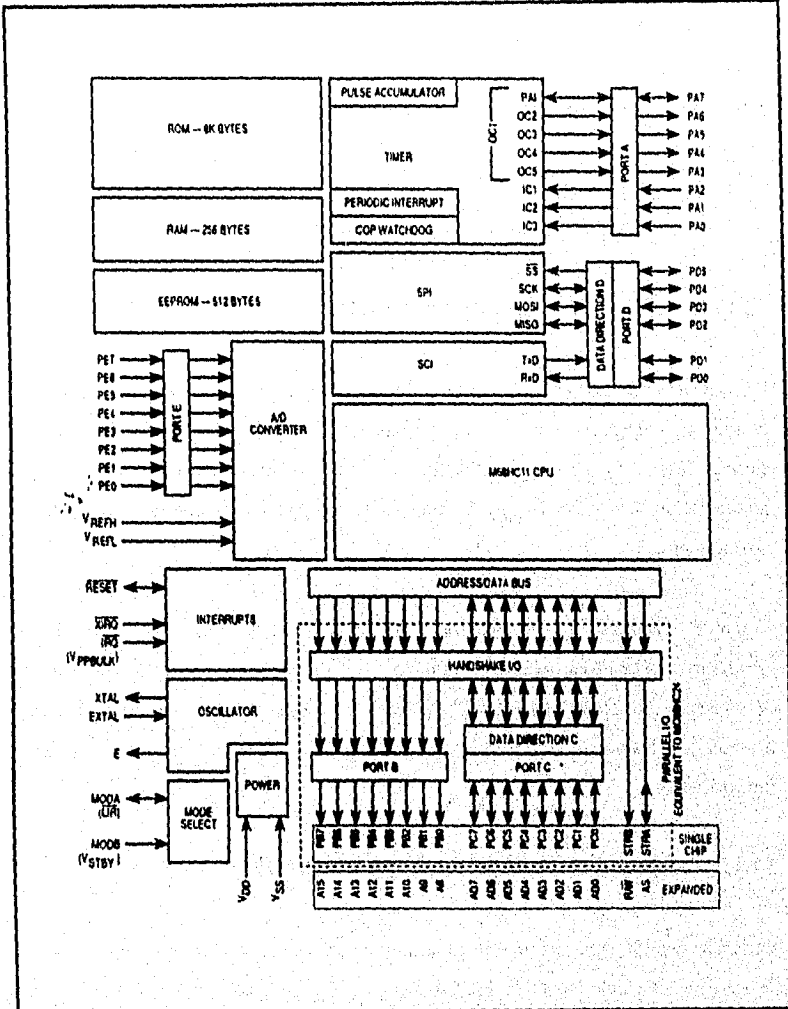 ROM — 8K BYTES
RAM — 256 BYTES
EEPROM — 512 BYTES
PULSE ACCUMULATOR
TIMER
PERIODIC INTERRUPT
COP WATCHDOG
OC1
PAI
OC2
OC3
OC4
OC5
IC1
IC2
IC3
PORT A
PA7
PA6
PA5
PA4
PA3
PA2
PA1
PA0
SPI
SS
SCK
MOSI
MISO
SCI
TxD
RxD
DATA DIRECTION D
PORT D
PD5
PD4
PD3
PD2
PD1
PD0
PE7
PE6
PE5
PE4
PE3
PE2
PE1
PE0
PORT E
VREFH
VREFL
A/D
CONVERTER
M68HC11 CPU
RESET
XIRQ
IRQ
(VPPBULK)
INTERRUPTS
XTAL
EXTAL
E
OSCILLATOR
MODA
(LIR)
MODB
(VSTBY)
MODE
SELECT
POWER
VDD
VSS
ADDRESS/DATA BUS
HANDSHAKE I/O
DATA DIRECTION C
PORT B
PORT C
PARALLEL I/O
EQUIVALENT TO MC68HC24
PB7 PB6 PB5 PB4 PB3 PB2 PB1 PB0 PC7 PC6 PC5 PC4 PC3 PC2 PC1 PC0 STRB STRA
SINGLE
CHIP
A15 A14 A13 A12 A11 A10 A9 A8 AD7 AD6 AD5 AD4 AD3 AD2 AD1 AD0 R/W AS
EXPANDED